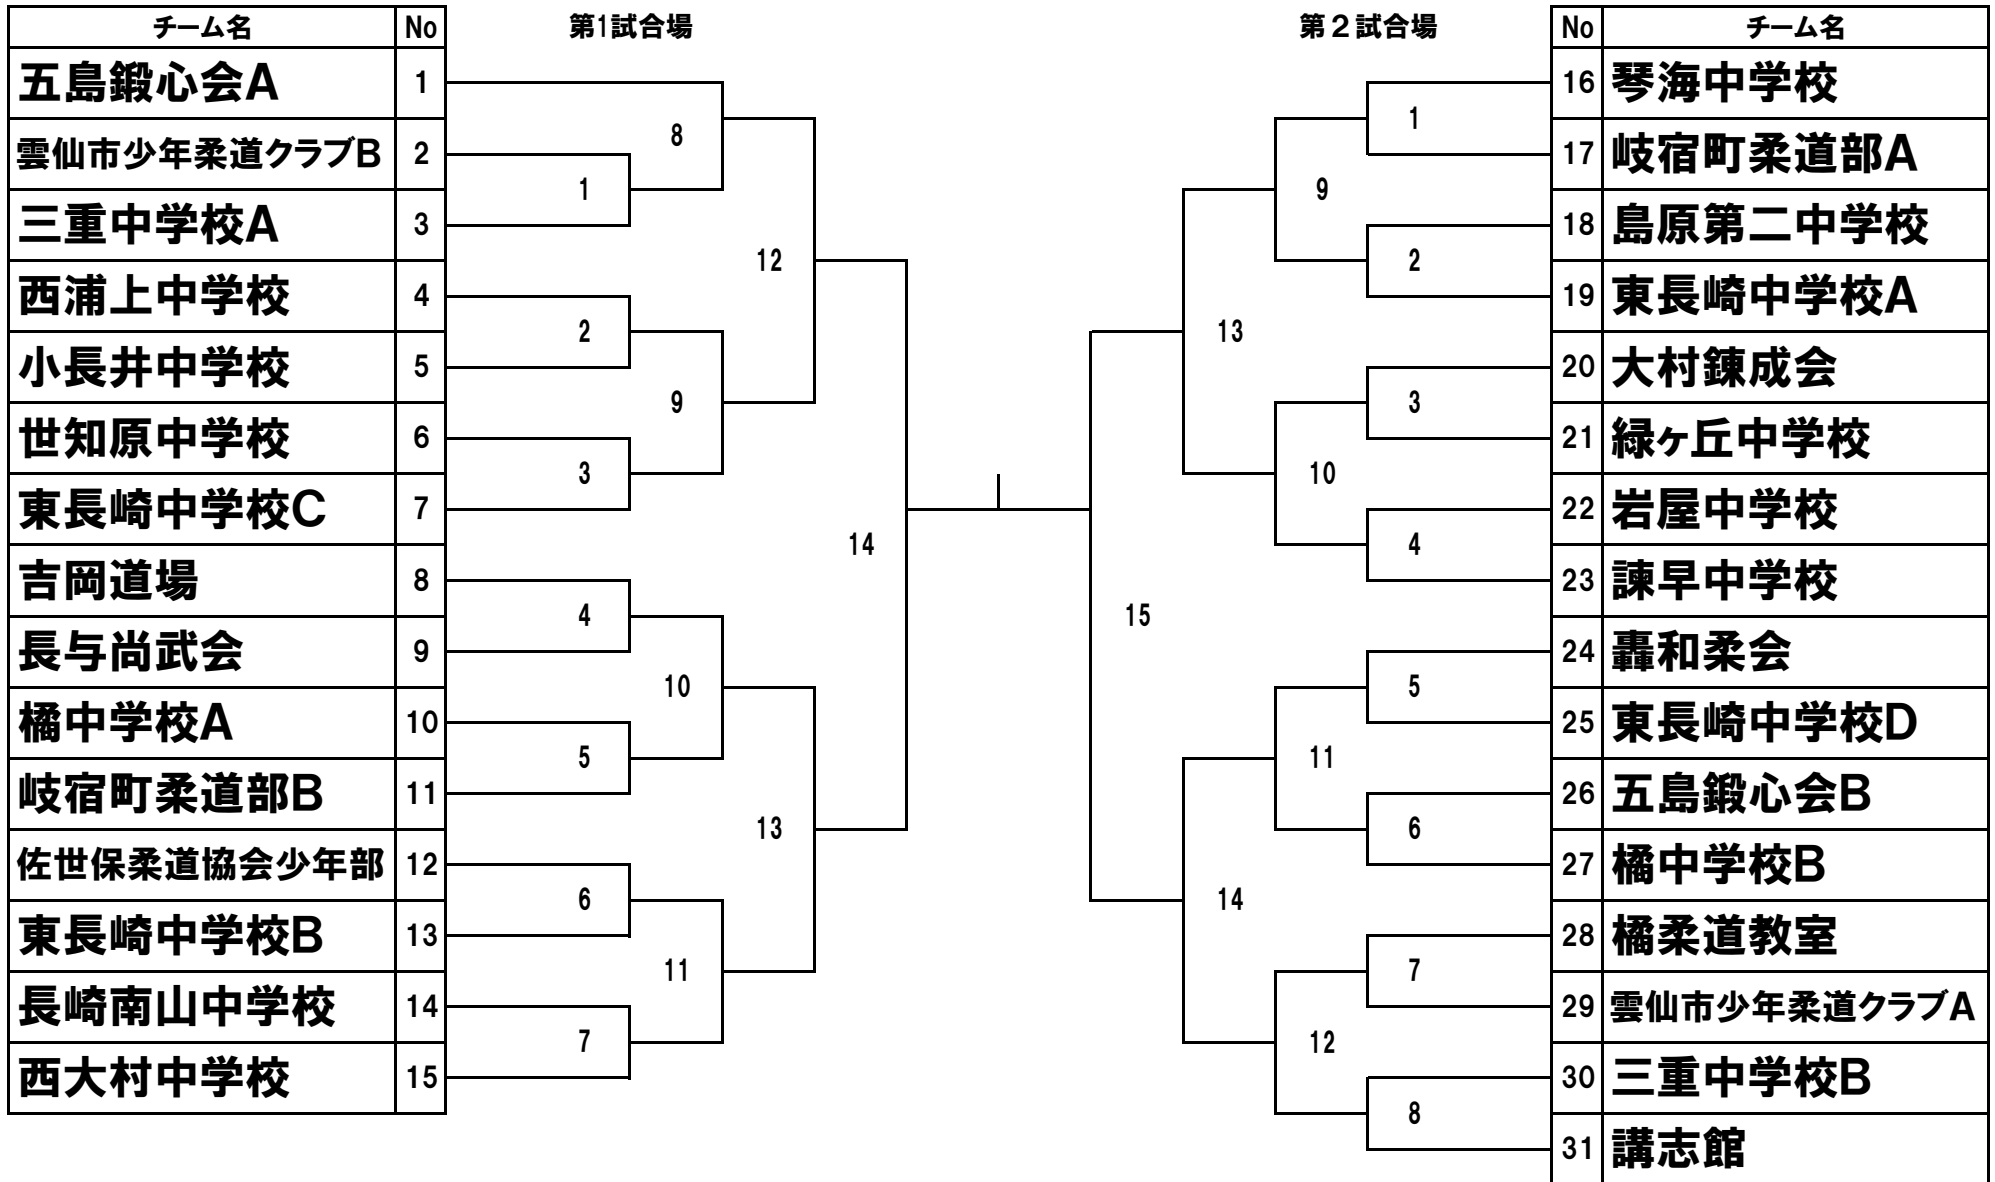 チーム名 No 第1試合場 第２試合場 No チーム名
五島鍛心会A 1
雲仙市少年柔道クラブB 2
三重中学校A 3
西浦上中学校 4
小長井中学校 5
世知原中学校 6
東長崎中学校C 7
吉岡道場 8
長与尚武会 9
橘中学校A 10
岐宿町柔道部B 11
佐世保柔道協会少年部 12
東長崎中学校B 13
長崎南山中学校 14
西大村中学校 15
1
2
3
4
5
6
7
8
9
10
11
12
13
14
15
13
14
9
10
11
12
1
2
3
4
5
6
7
8
16 琴海中学校
17 岐宿町柔道部A
18 島原第二中学校
19 東長崎中学校A
20 大村錬成会
21 緑ヶ丘中学校
22 岩屋中学校
23 諫早中学校
24 轟和柔会
25 東長崎中学校D
26 五島鍛心会B
27 橘中学校B
28 橘柔道教室
29 雲仙市少年柔道クラブA
30 三重中学校B
31 講志館